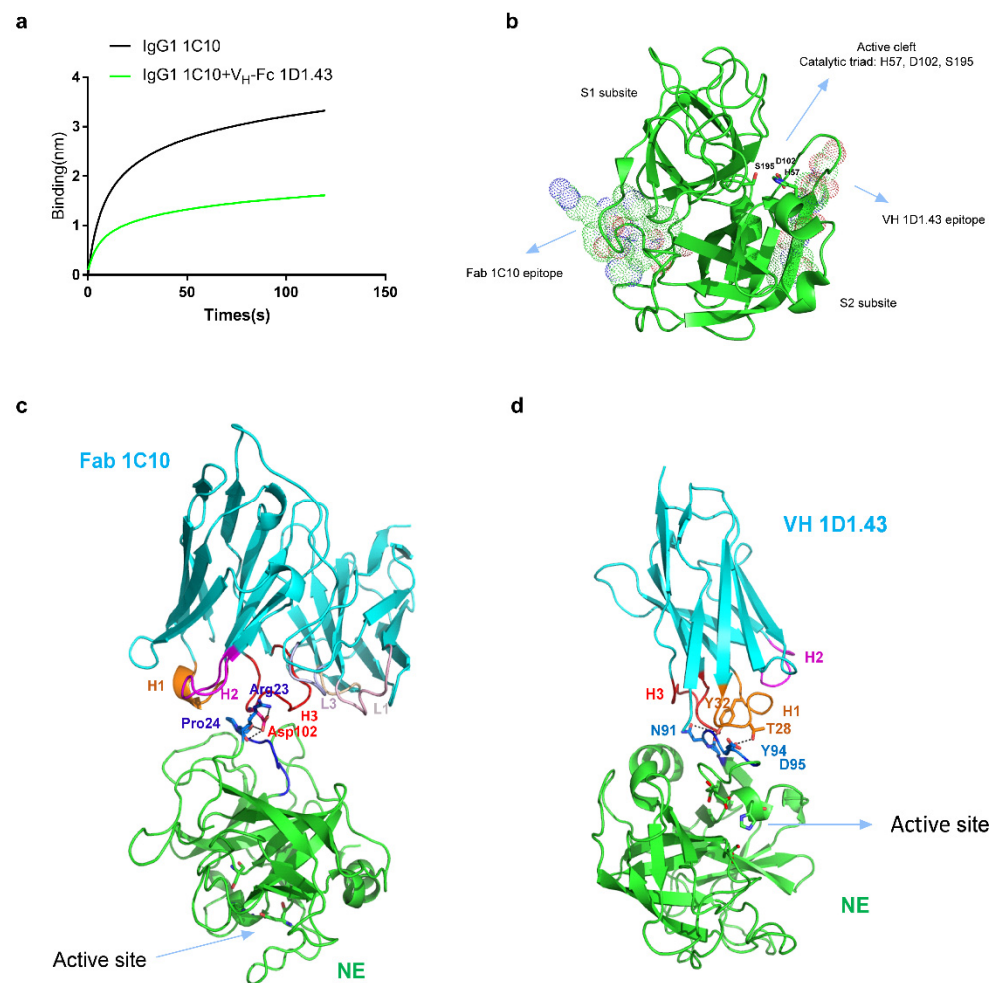 a
IgG1 1C10
IgG1 1C10+VH-Fc 1D1.43
Binding(nm)
4
3
2
1
0
0
50
100
150
Times(s)
b
Active cleft
Catalytic triad: H57, D102, S195
S1 subsite
S195
D102
H57
VH 1D1.43 epitope
Fab 1C10 epitope
S2 subsite
c
Fab 1C10
H1
H2
Arg23
H3
L3
L1
Pro24
Asp102
Active site
NE
d
VH 1D1.43
H2
H3
Y32
H1
N91
T28
Y94
D95
Active site
NE